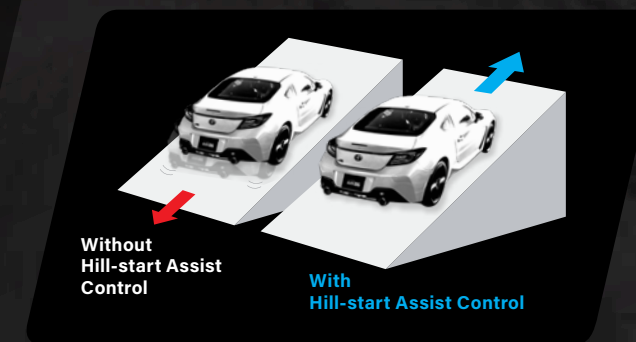 Without
Hill-start Assist
Control
With
Hill-start Assist Control